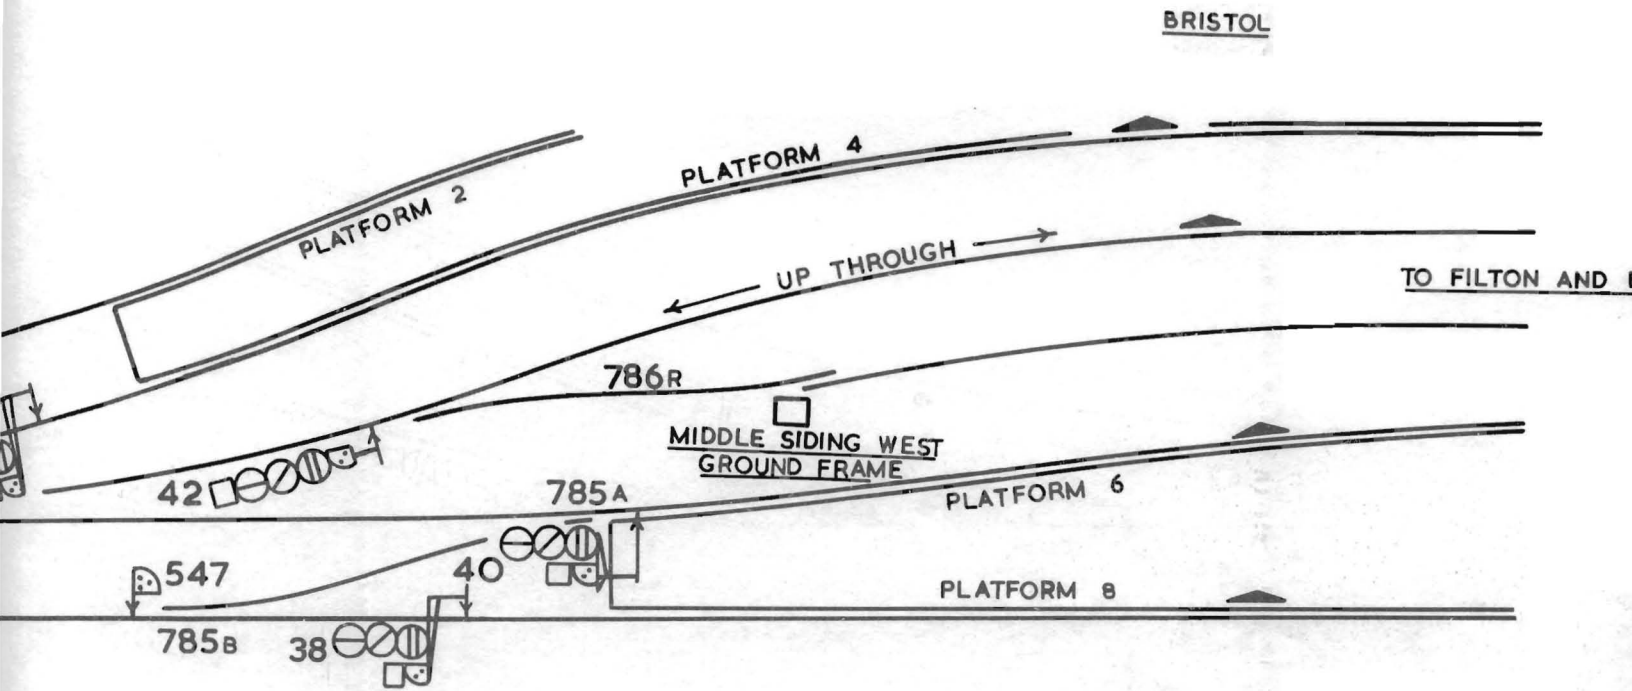 BRISTOL
PLATFORM 4
PLATFORM 2
UP THROUGH
TO FILTON AND
786R
MIDDLE SIDING WEST
GROUND FRAME
42
785A
PLATFORM 6
547
40
PLATFORM 8
785B
38